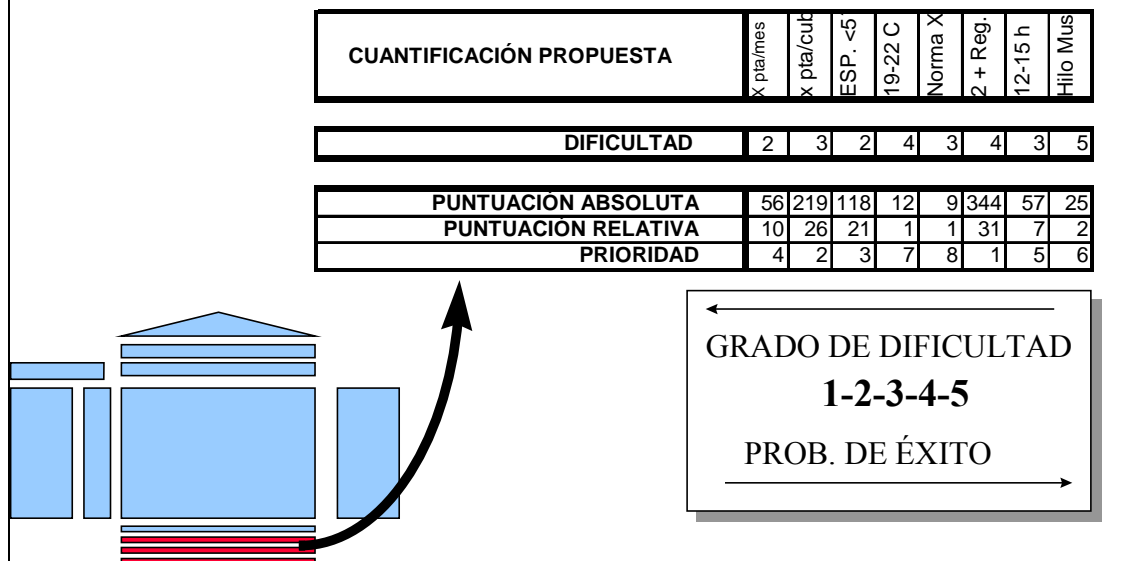 CUANTIFICACIÓN PROPUESTA
X pta/mes
x pta/cub
ESP. <5
19-22 C
Norma X
2 + Reg.
12-15 h
Hilo Mus
DIFICULTAD 2 3 2 4 3 4 3 5
PUNTUACIÓN ABSOLUTA 56 219 118 12 9 344 57 25
PUNTUACIÓN RELATIVA 10 26 21 1 1 31 7 2
PRIORIDAD 4 2 3 7 8 1 5 6
GRADO DE DIFICULTAD
1-2-3-4-5
PROB. DE ÉXITO